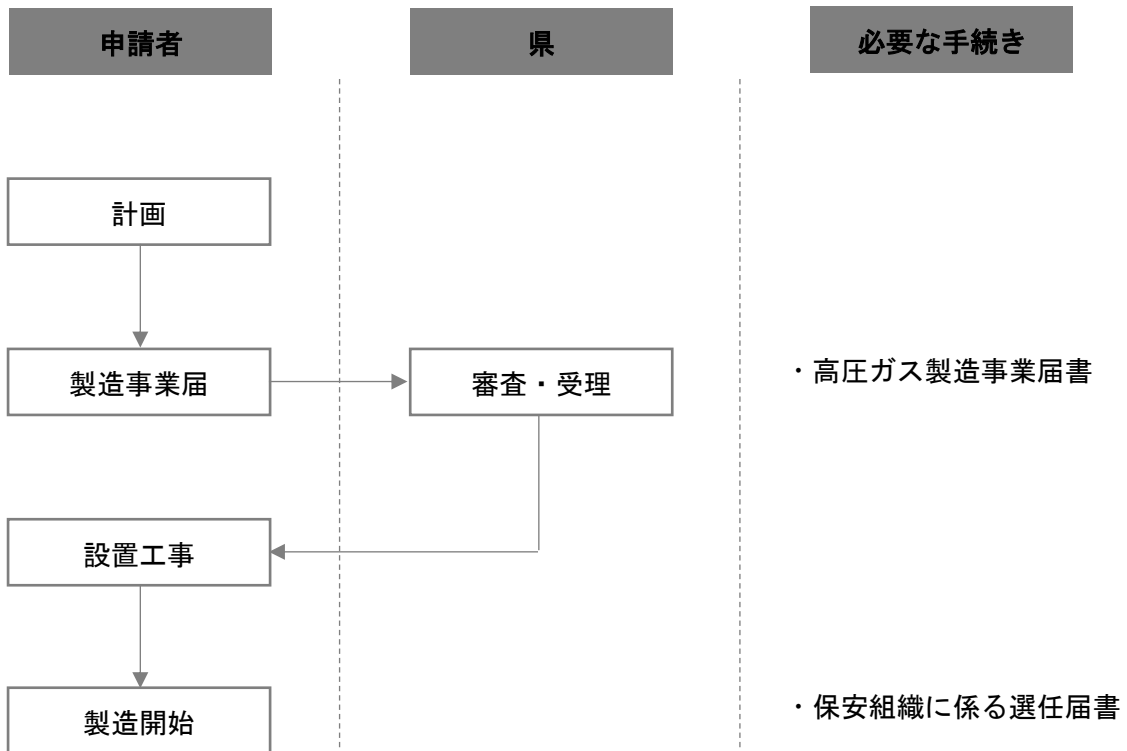 申請者
県
必要な手続き
計画
製造事業届
審査・受理
・高圧ガス製造事業届書
設置工事
製造開始
・保安組織に係る選任届書